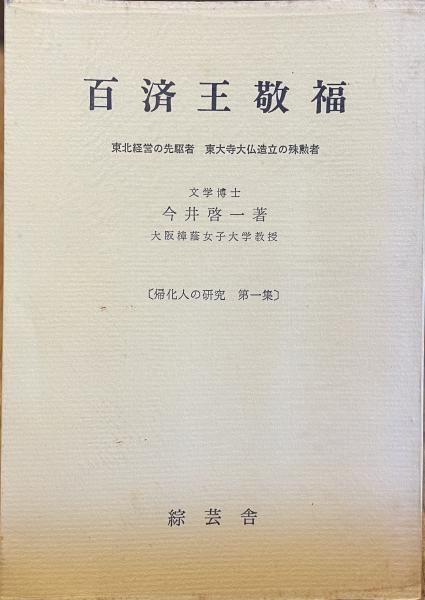 百済王敬福
東北経営の先駆者 東大寺大仏造立の殊勲者
文学博士
今井啓一著
大阪樟蔭女子大学教授
〔帰化人の研究 第一集〕
綜芸舎